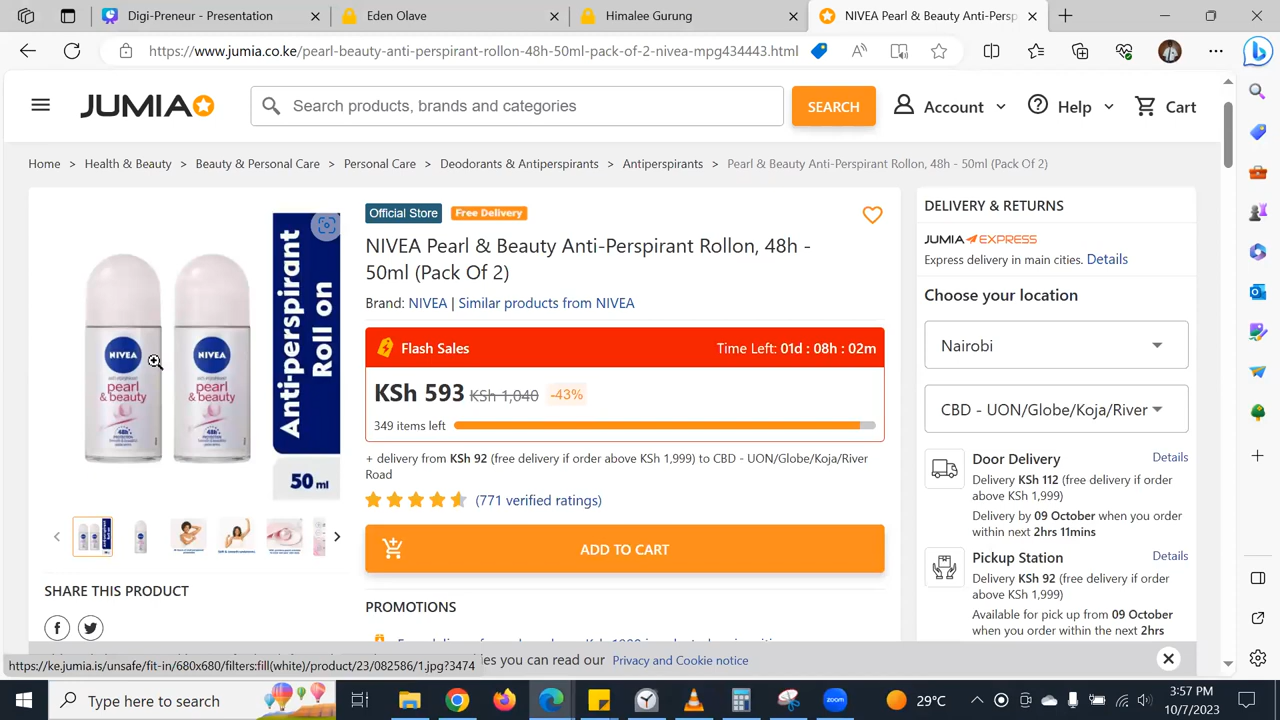 Digi-Preneur - Presentation
Eden Olave
Himalee Gurung
NIVEA Pearl & Beauty Anti-Persp
https://www.jumia.co.ke/pearl-beauty-anti-perspirant-rollon-48h-50ml-pack-of-2-nivea-mpg434443.html
JUMIA
Search products, brands and categories
SEARCH
Account
Help
Cart
Home > Health & Beauty > Beauty & Personal Care > Personal Care > Deodorants & Antiperspirants > Antiperspirants > Pearl & Beauty Anti-Perspirant Rollon, 48h - 50ml (Pack Of 2)
NIVEA
pearl
& beauty
48h
NIVEA
pearl
& beauty
48h
Anti-perspirant
Roll on
50 ml
SHARE THIS PRODUCT
Official Store
Free Delivery
NIVEA Pearl & Beauty Anti-Perspirant Rollon, 48h -
50ml (Pack Of 2)
Brand: NIVEA | Similar products from NIVEA
Flash Sales
Time Left: 01d : 08h : 02m
KSh 593 KSh 1,040 -43%
349 items left
+ delivery from KSh 92 (free delivery if order above KSh 1,999) to CBD - UON/Globe/Koja/River
Road
(771 verified ratings)
ADD TO CART
PROMOTIONS
DELIVERY & RETURNS
JUMIA EXPRESS
Express delivery in main cities. Details
Choose your location
Nairobi
CBD - UON/Globe/Koja/River
Door Delivery
Details
Delivery KSh 112 (free delivery if order
above KSh 1,999)
Delivery by 09 October when you order
within next 2hrs 11mins
Pickup Station
Details
Delivery KSh 92 (free delivery if order
above KSh 1,999)
Available for pick up from 09 October
when you order within the next 2hrs
https://ke.jumia.is/unsafe/fit-in/680x680/filters:fill(white)/product/23/082586/1.jpg?3474
ies you can read our Privacy and Cookie notice
Type here to search
zoom
29°C
3:57 PM
10/7/2023